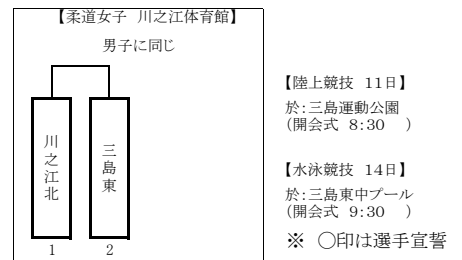 【柔道女子 川之江体育館】
男子に同じ
川之江北
三島東
1 2
【陸上競技 11日】
於:三島運動公園
(開会式 8:30 )
【水泳競技 14日】
於:三島東中プール
(開会式 9:30 )
※ ○印は選手宣誓